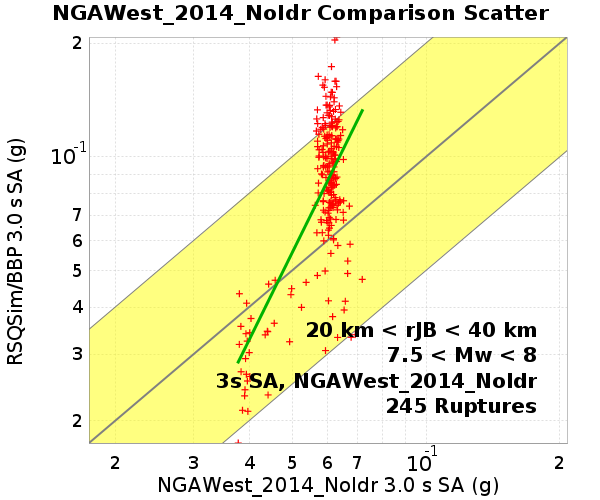 NGAWest_2014_NoIdr Comparison Scatter
RSQSim/BBP 3.0 s SA (g)
2
10-1
7
6
5
4
3
2
20 km < rJB < 40 km
7.5 < Mw < 8
3s SA, NGAWest_2014_NoIdr
245 Ruptures
2 3 4 5 6 7 10-1 2
NGAWest_2014_NoIdr 3.0 s SA (g)